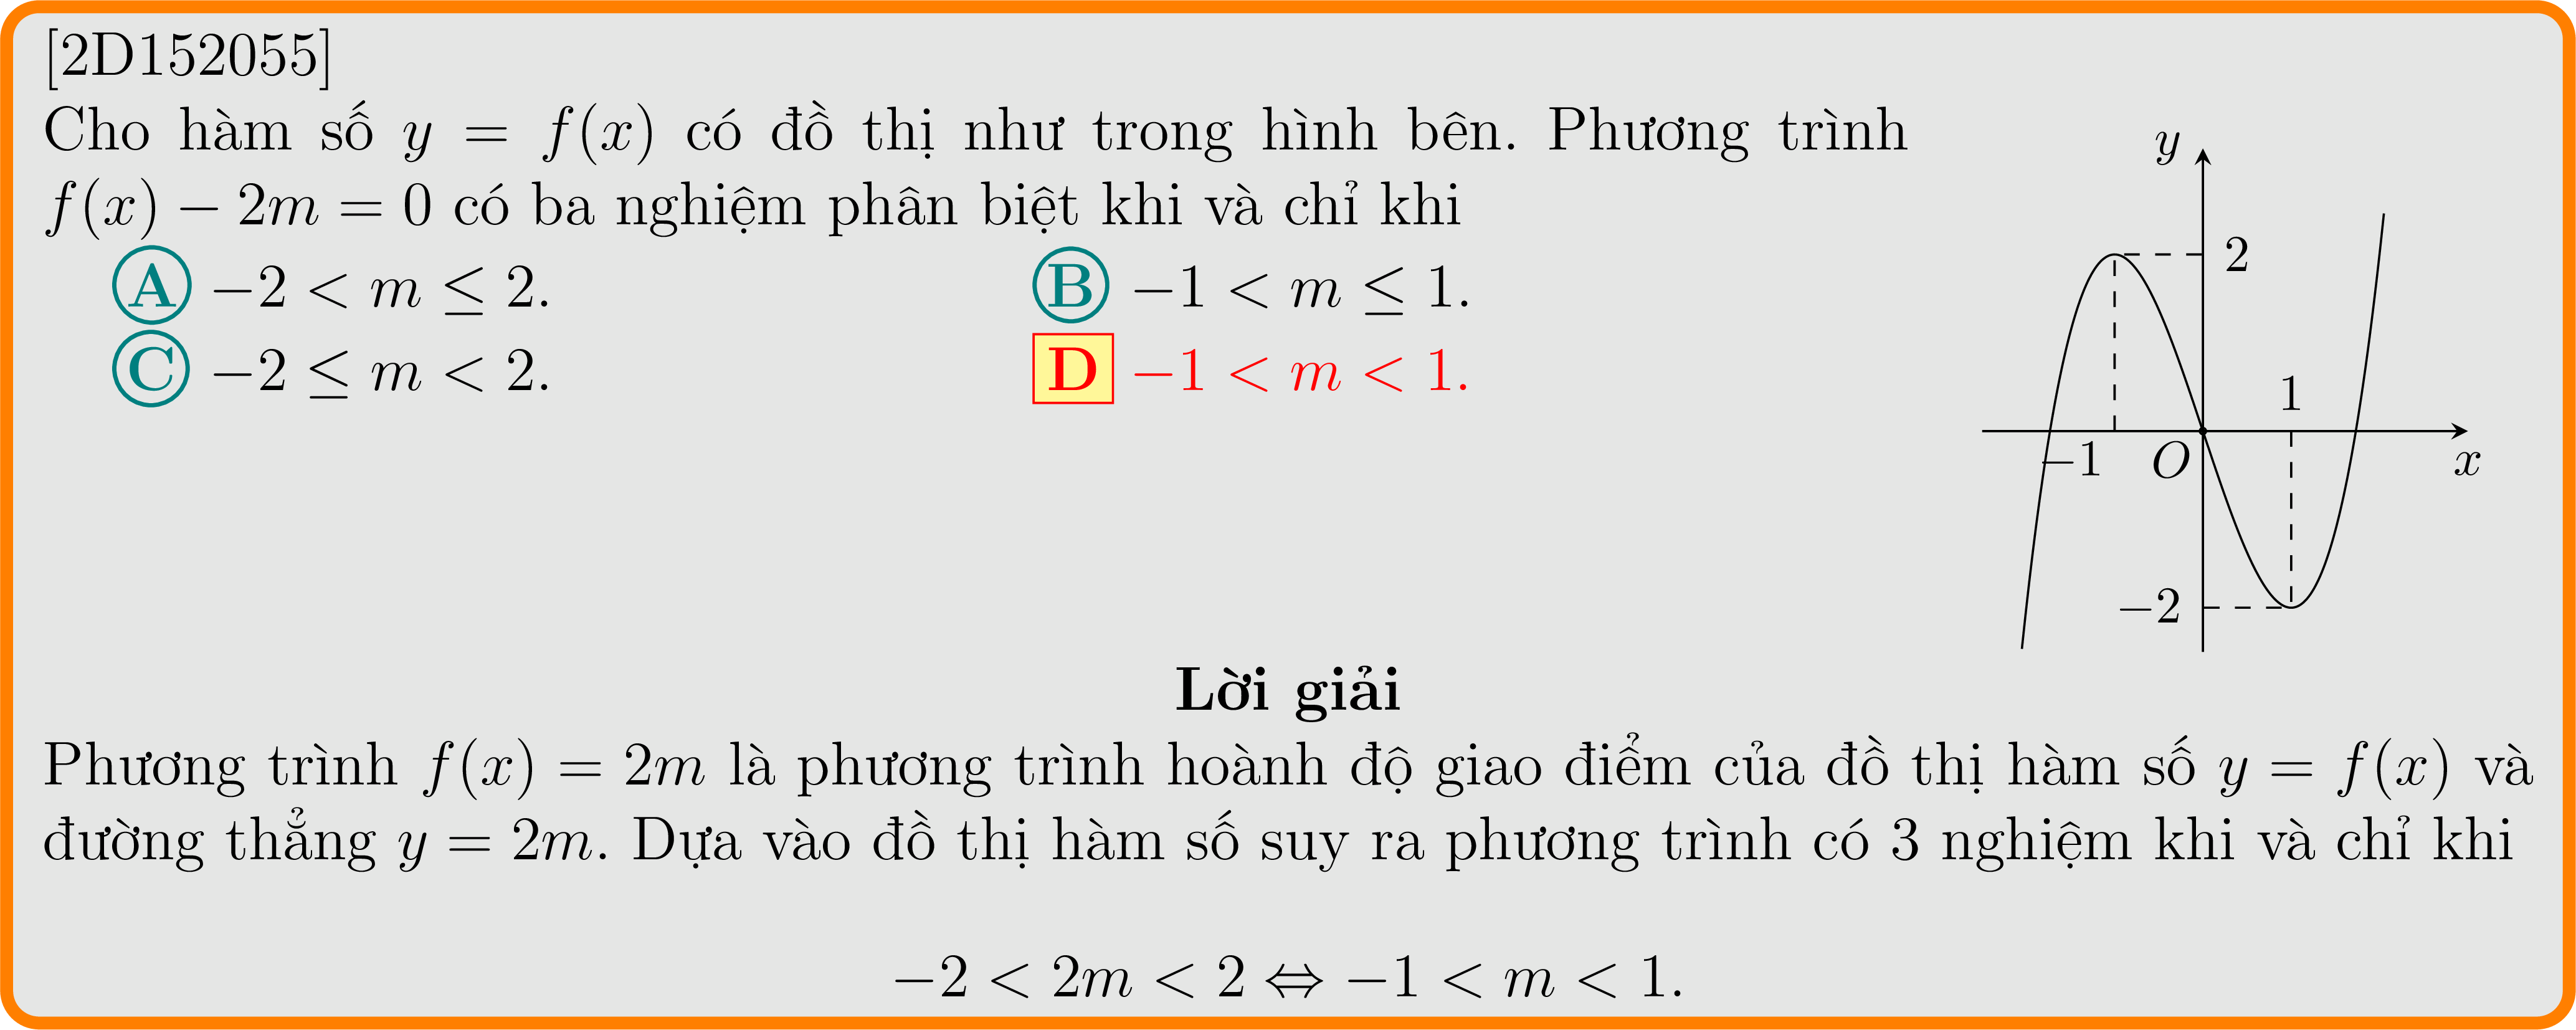 [2D152055]
Cho hàm số y = f(x) có đồ thị như trong hình bên. Phương trình
f(x) − 2m = 0 có ba nghiệm phân biệt khi và chỉ khi
A −2 < m ≤ 2.
B −1 < m ≤ 1.
C −2 ≤ m < 2.
D −1 < m < 1.
y
2
1
−1
O
x
−2
Lời giải
Phương trình f(x) = 2m là phương trình hoành độ giao điểm của đồ thị hàm số y = f(x) và
đường thẳng y = 2m. Dựa vào đồ thị hàm số suy ra phương trình có 3 nghiệm khi và chỉ khi
−2 < 2m < 2 ⇔ −1 < m < 1.